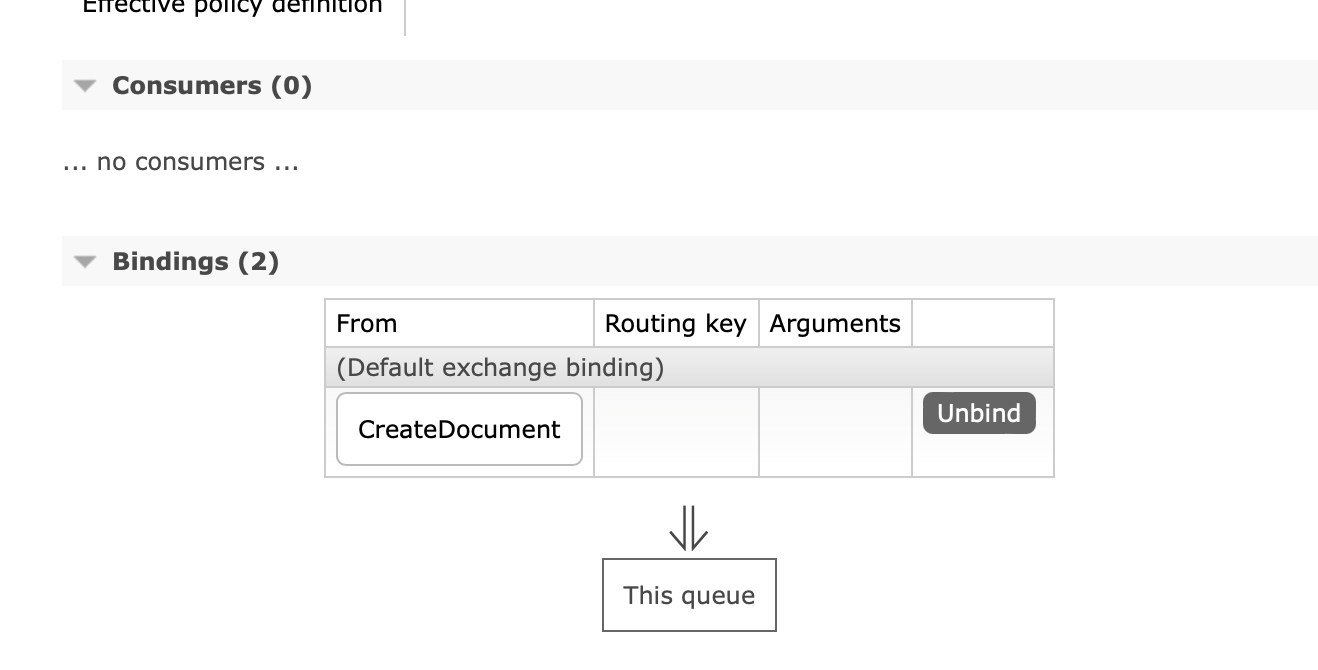 Effective policy definition
Consumers (0)
... no consumers ...
Bindings (2)
From Routing key Arguments
(Default exchange binding)
CreateDocument Unbind
This queue